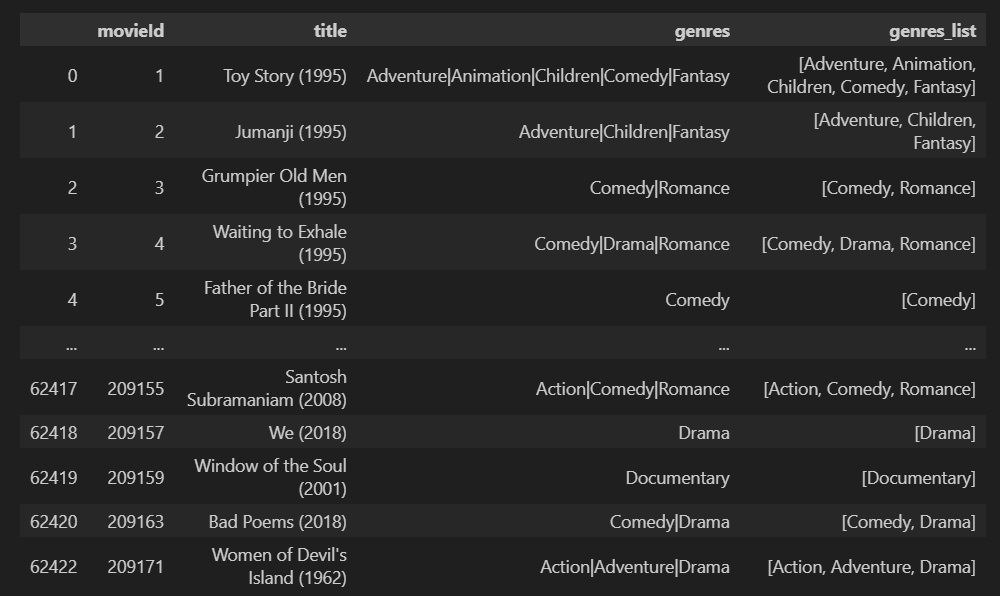 movieId title genres genres_list
0 1 Toy Story (1995) Adventure|Animation|Children|Comedy|Fantasy [Adventure, Animation,
Children, Comedy, Fantasy]
1 2 Jumanji (1995) Adventure|Children|Fantasy [Adventure, Children,
Fantasy]
2 3 Grumpier Old Men
(1995) Comedy|Romance [Comedy, Romance]
3 4 Waiting to Exhale
(1995) Comedy|Drama|Romance [Comedy, Drama, Romance]
4 5 Father of the Bride
Part II (1995) Comedy [Comedy]
... ... ... ... ...
62417 209155 Santosh
Subramaniam (2008) Action|Comedy|Romance [Action, Comedy, Romance]
62418 209157 We (2018) Drama [Drama]
62419 209159 Window of the Soul
(2001) Documentary [Documentary]
62420 209163 Bad Poems (2018) Comedy|Drama [Comedy, Drama]
62422 209171 Women of Devil's
Island (1962) Action|Adventure|Drama [Action, Adventure, Drama]